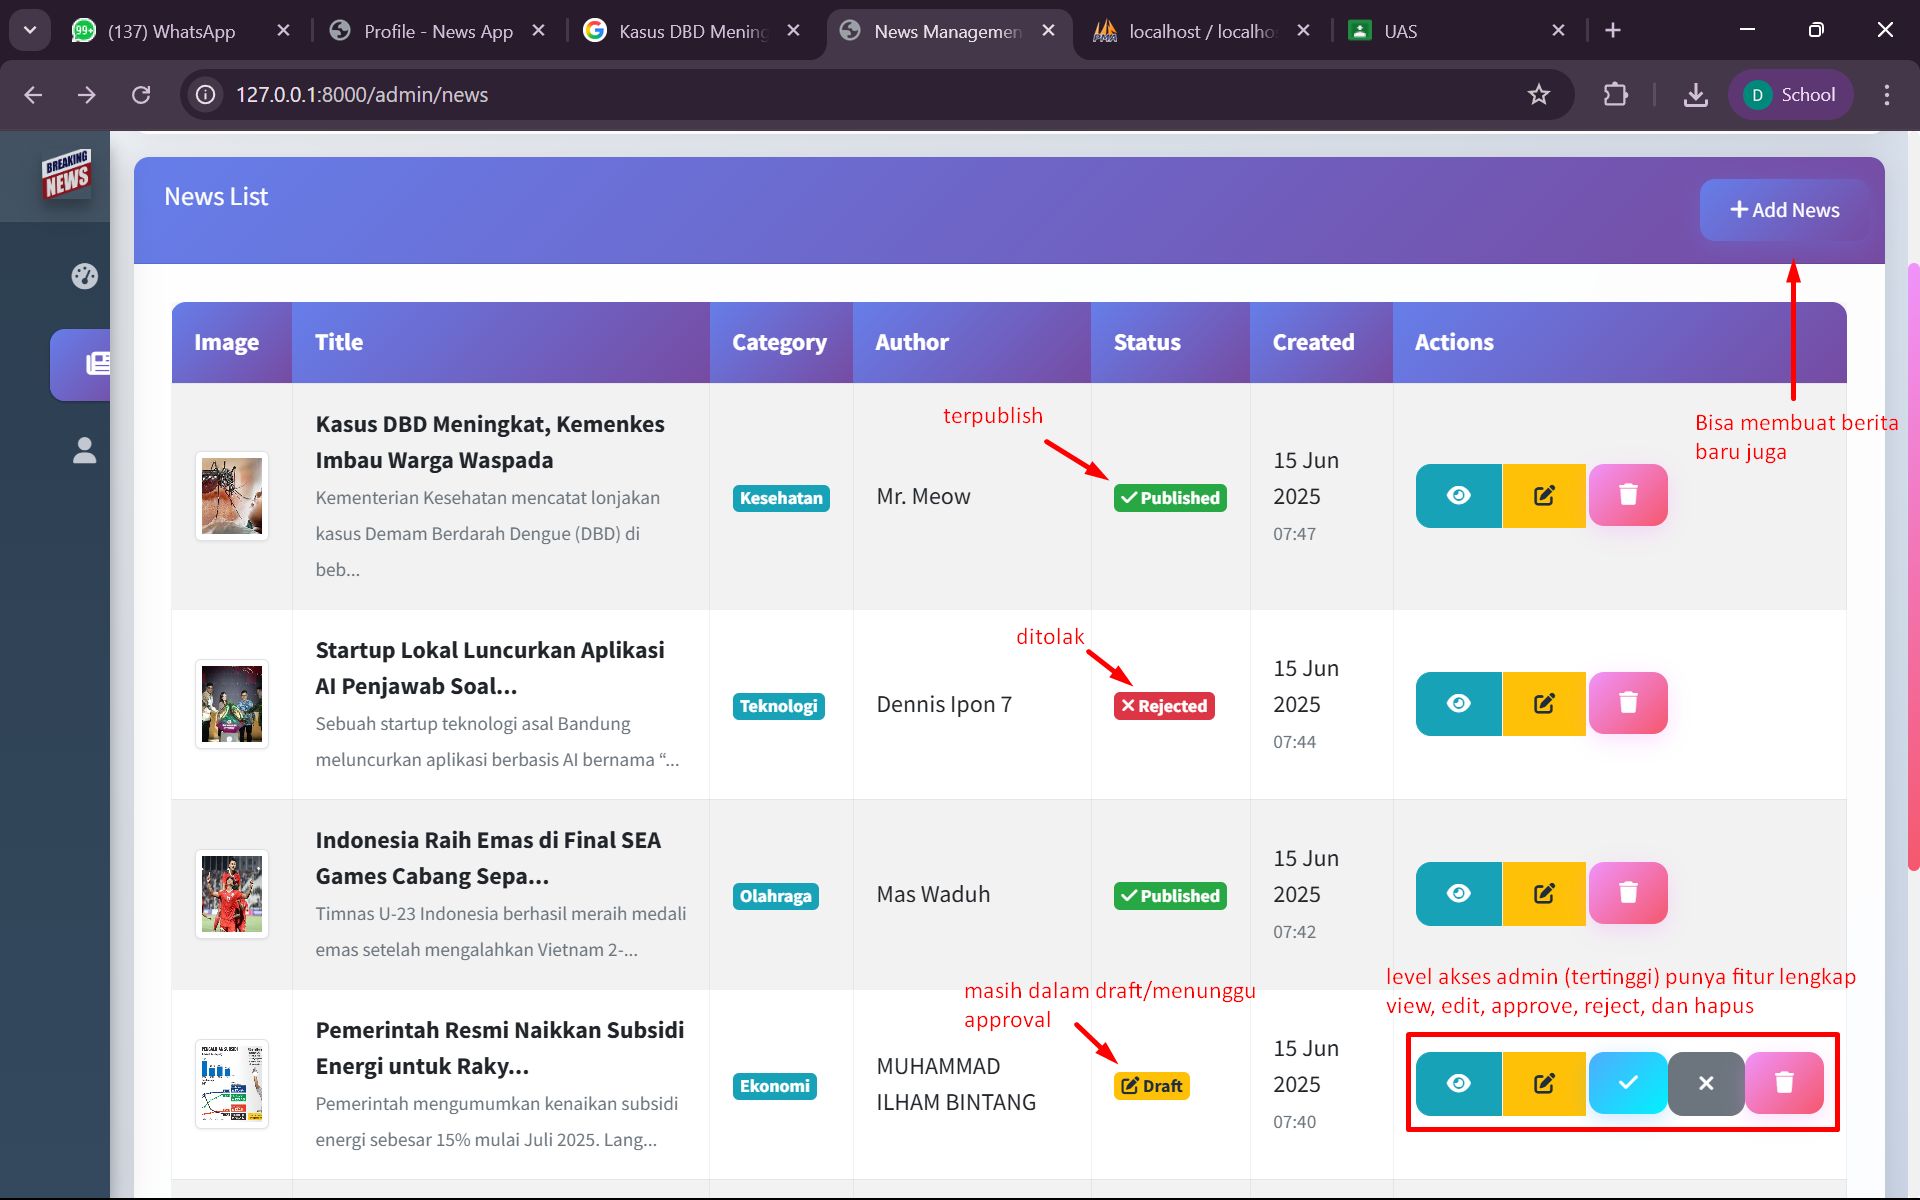 (137) WhatsApp
Profile - News App
Kasus DBD Mening
News Managemen
localhost / localho
UAS
127.0.0.1:8000/admin/news
D School
BREAKING
NEWS
News List
Add News
Image Title Category Author Status Created Actions
Bisa membuat berita
baru juga
terpublish
Kasus DBD Meningkat, Kemenkes
Imbau Warga Waspada
Kementerian Kesehatan mencatat lonjakan
kasus Demam Berdarah Dengue (DBD) di
beb...
Kesehatan
Mr. Meow
Published
15 Jun
2025
07:47
ditolak
Startup Lokal Luncurkan Aplikasi
AI Penjawab Soal...
Sebuah startup teknologi asal Bandung
meluncurkan aplikasi berbasis AI bernama “...
Teknologi
Dennis Ipon 7
Rejected
15 Jun
2025
07:44
Indonesia Raih Emas di Final SEA
Games Cabang Sepa...
Timnas U-23 Indonesia berhasil meraih medali
emas setelah mengalahkan Vietnam 2-...
Olahraga
Mas Waduh
Published
15 Jun
2025
07:42
level akses admin (tertinggi) punya fitur lengkap
view, edit, approve, reject, dan hapus
masih dalam draft/menunggu
approval
Pemerintah Resmi Naikkan Subsidi
Energi untuk Raky...
Pemerintah mengumumkan kenaikan subsidi
energi sebesar 15% mulai Juli 2025. Lang...
Ekonomi
MUHAMMAD
ILHAM BINTANG
Draft
15 Jun
2025
07:40